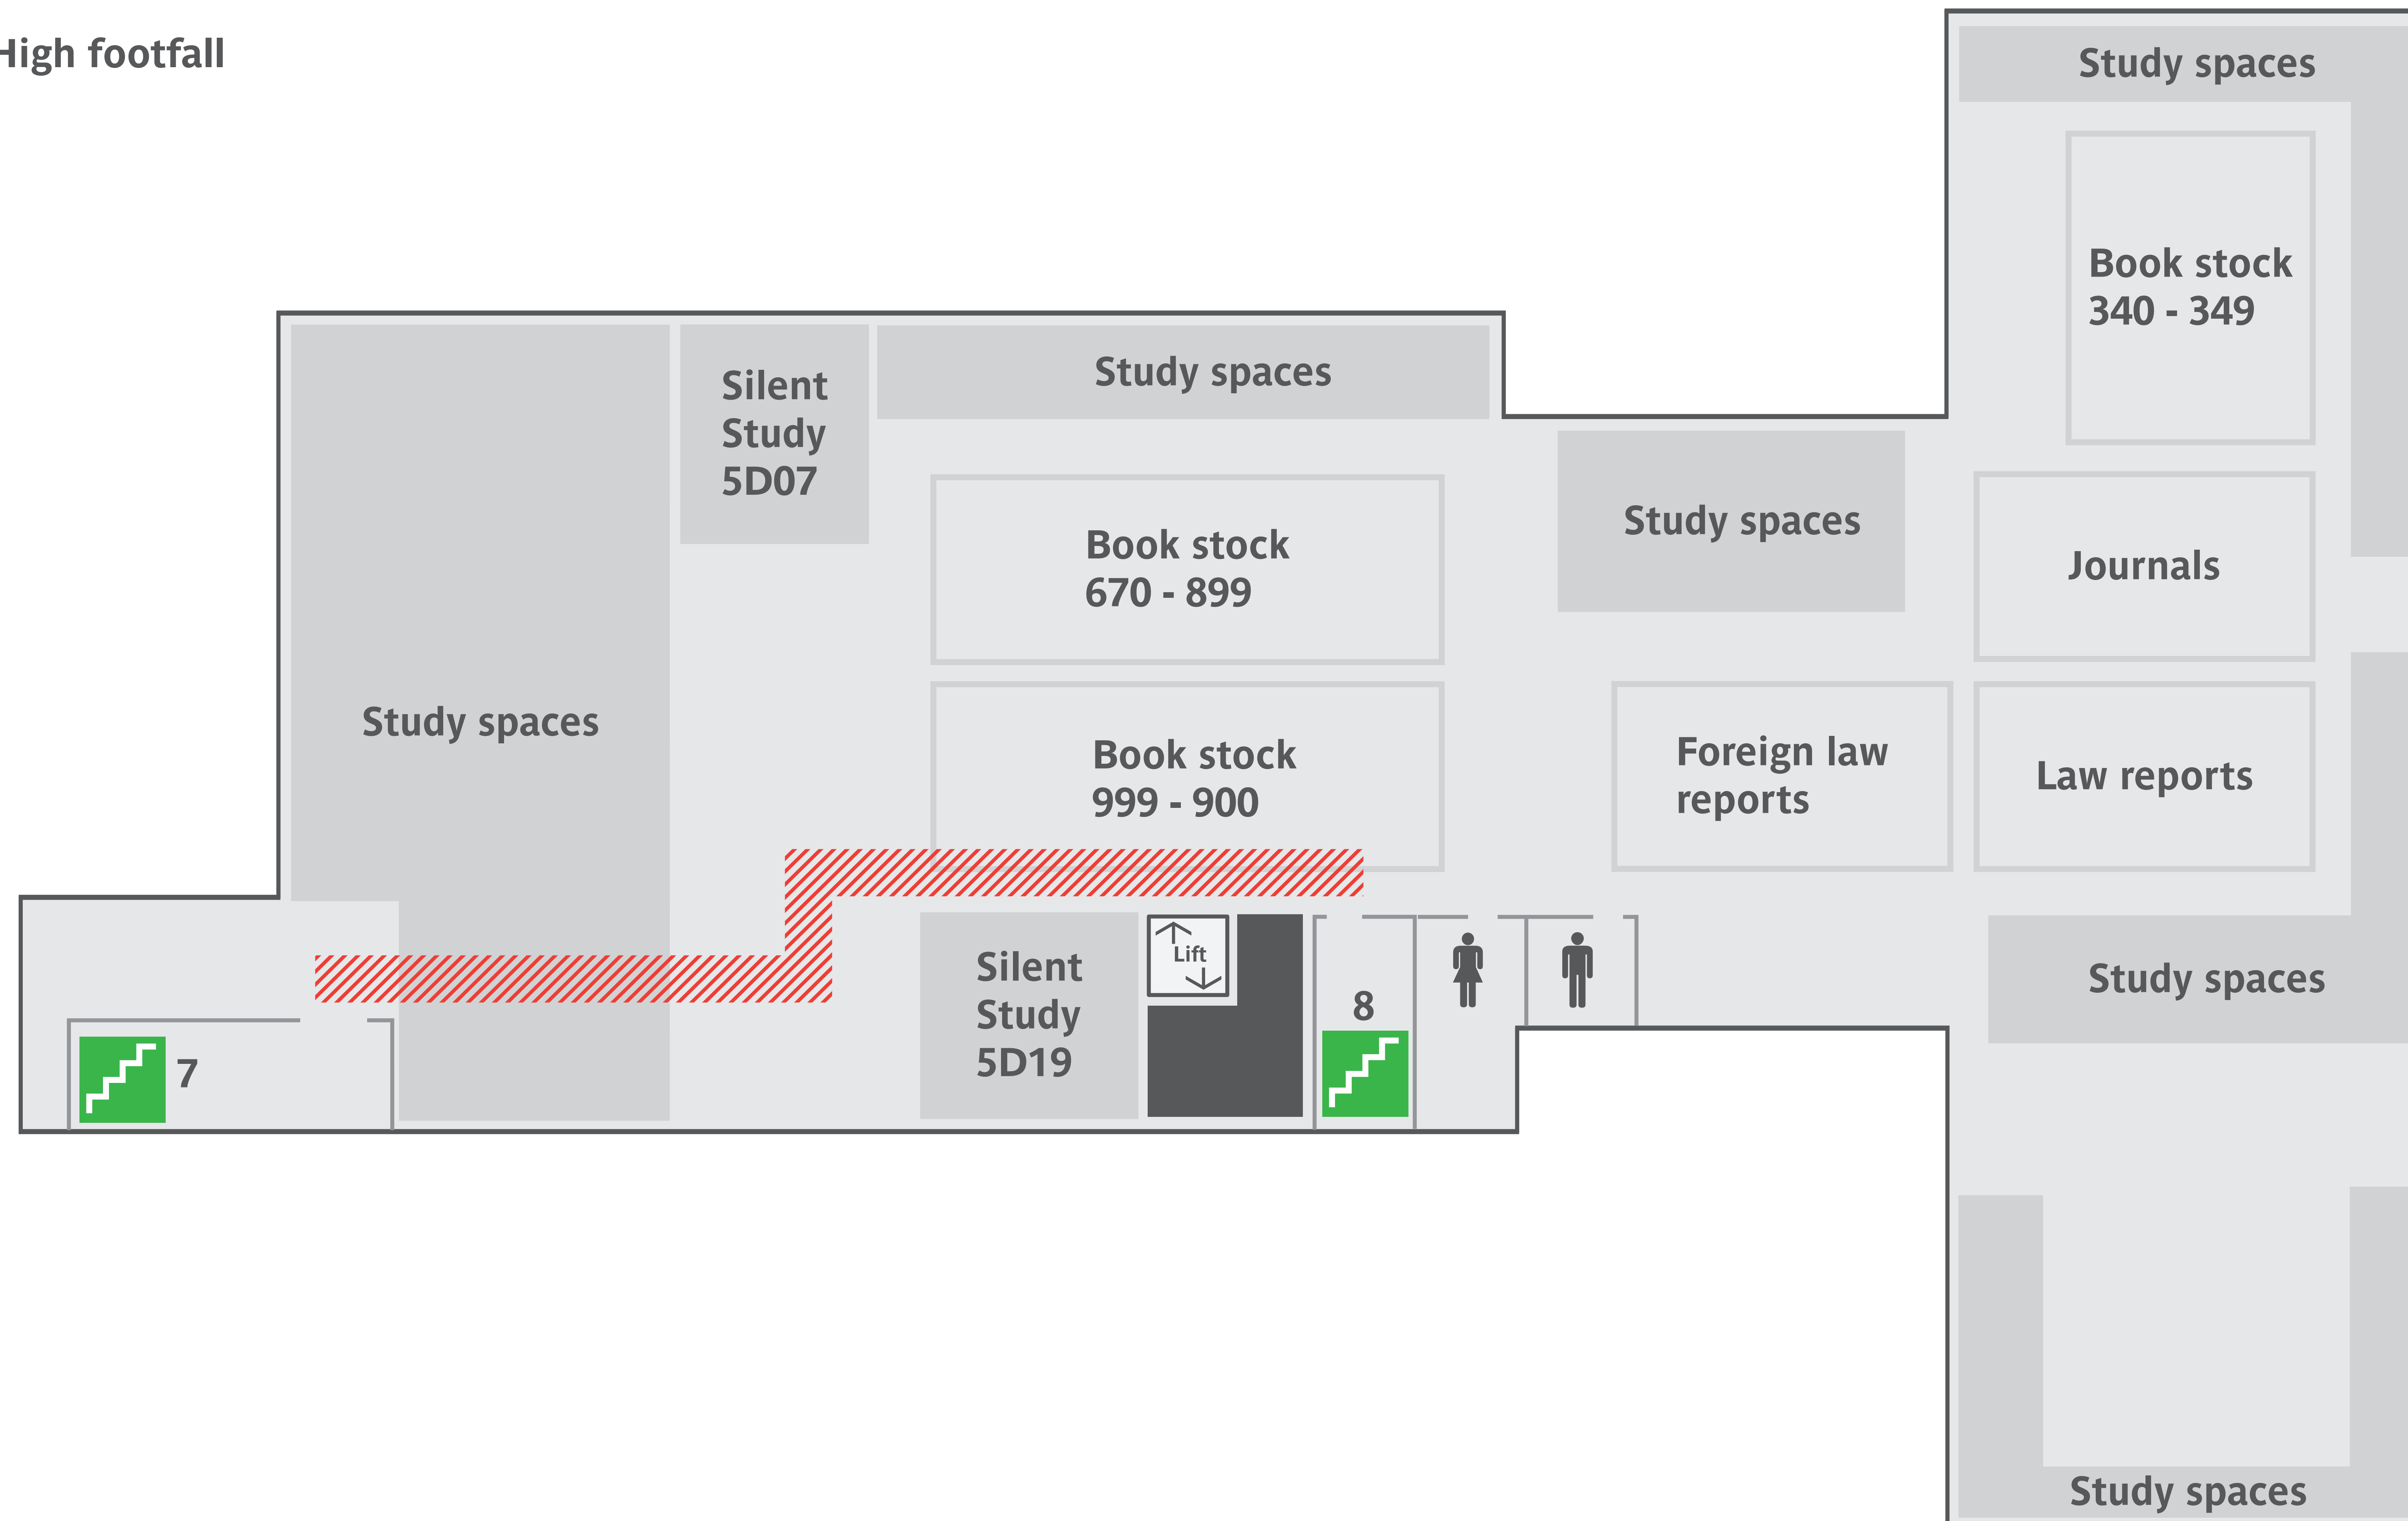 High footfall
Study spaces
Book stock
340 - 349
Silent
Study
5D07
Study spaces
Book stock
670 - 899
Study spaces
Journals
Study spaces
Book stock
999 - 900
Foreign law
reports
Law reports
Silent
Study
5D19
Lift
8
Study spaces
7
Study spaces